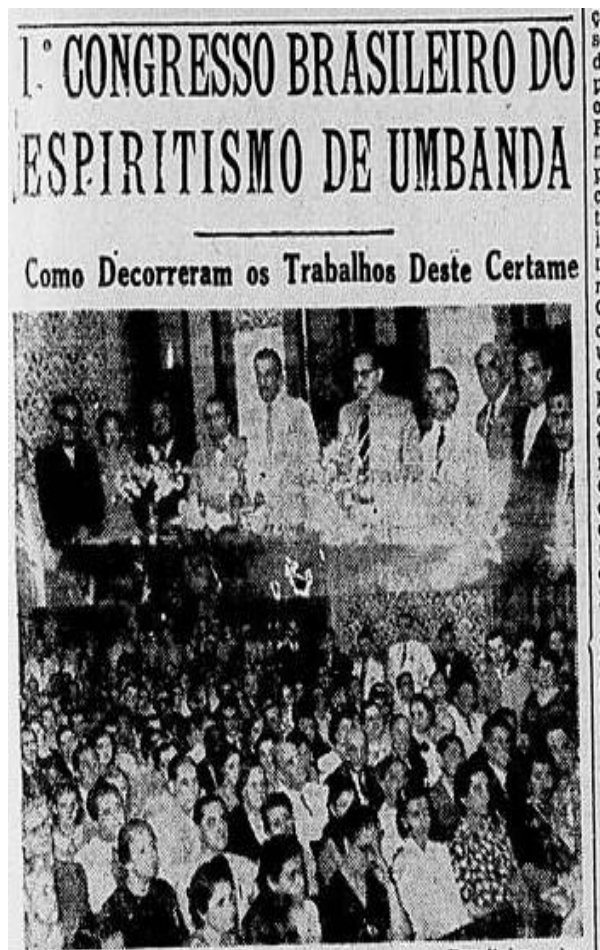 1.º CONGRESSO BRASILEIRO DO
ESPIRITISMO DE UMBANDA
Como Decorreram os Trabalhos Deste Certame